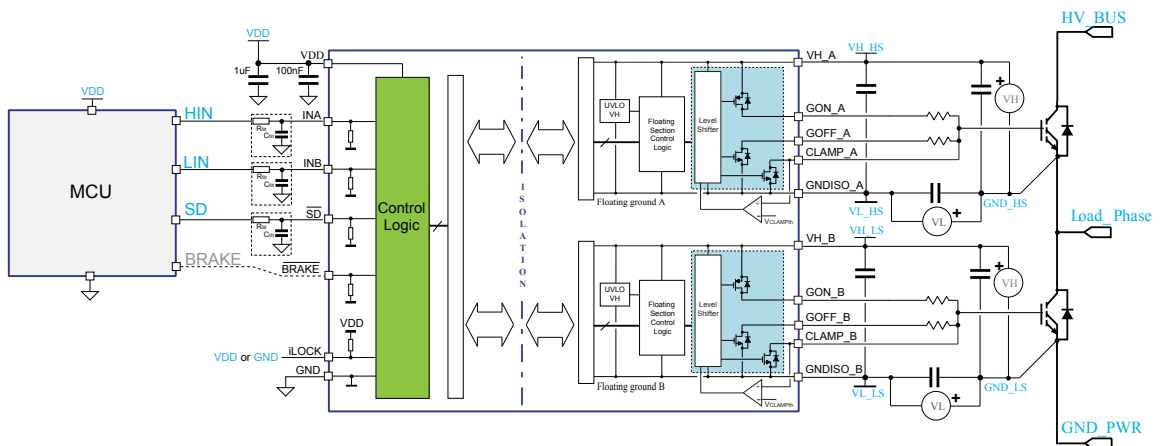 HV_BUS
VDD
VDD
VH_A
VH_HS
1uF
100nF
VH
VDD
UVLO
VH
Floating
Section
Control
Logic
Level
Shifter
GON_A
GOFF_A
CLAMP_A
GNDISO_A
HIN
INA
LIN
INB
SD
SD
BRAKE
BRAKE
MCU
Control
Logic
ISOLATION
Floating ground A
VCLAMPth
VL_HS
VL
GND_HS
Load_Phase
VH_B
VH_LS
VH
UVLO
VH
Floating
Section
Control
Logic
Level
Shifter
GON_B
GOFF_B
CLAMP_B
GNDISO_B
VDD
VDD or GND
iLOCK
GND
Floating ground B
VCLAMPth
VL_LS
VL
GND_LS
GND_PWR